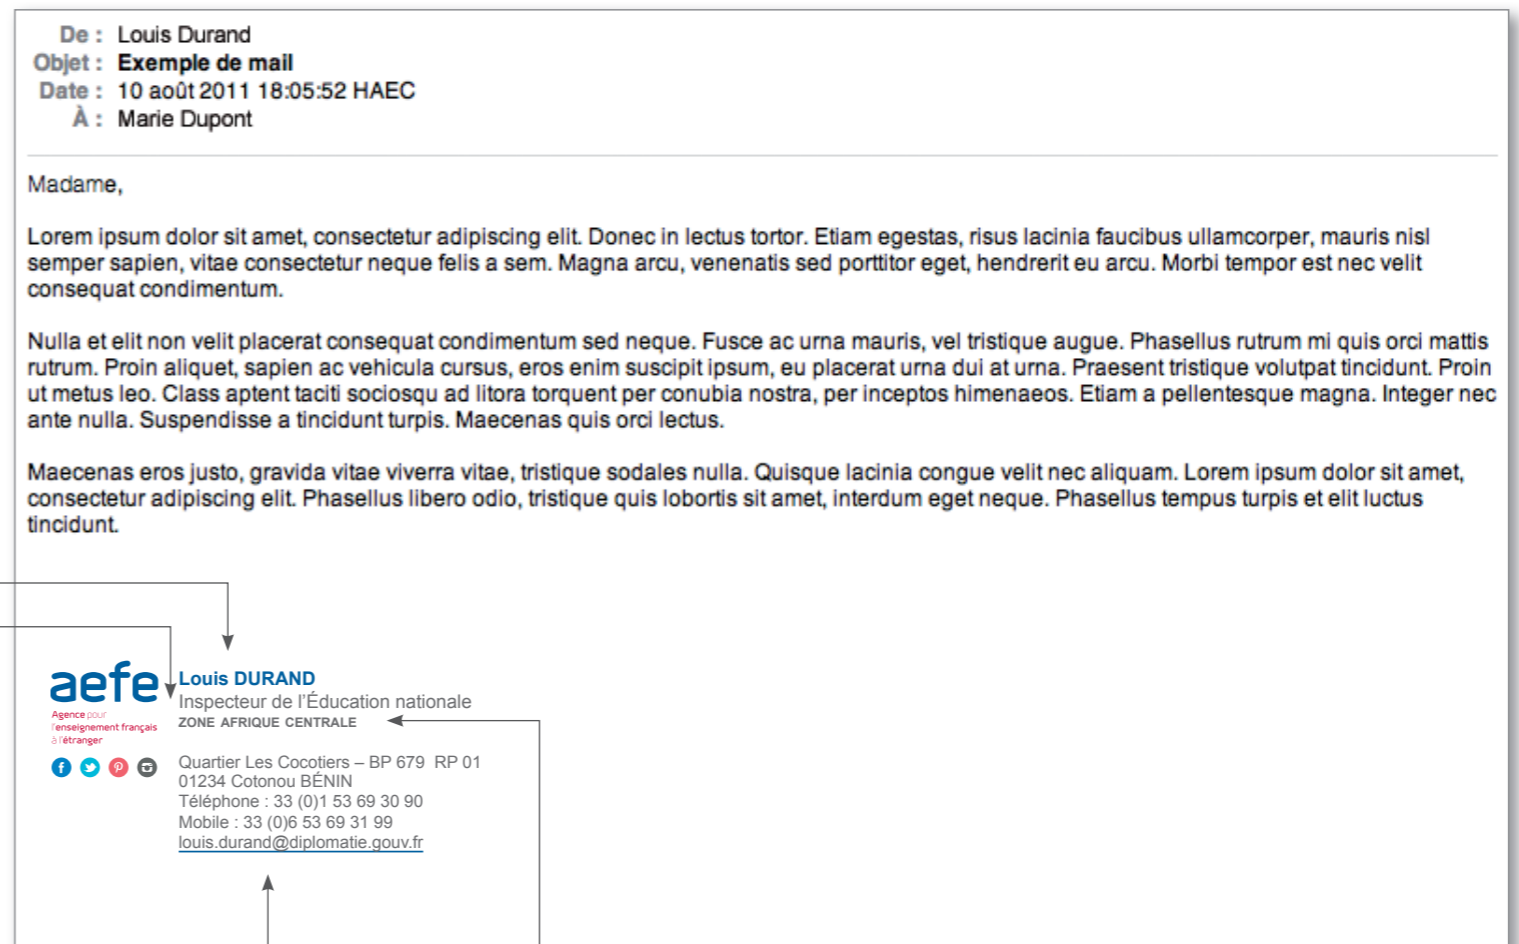 De : Louis Durand
Objet : Exemple de mail
Date : 10 août 2011 18:05:52 HAEC
À : Marie Dupont
Madame,
Lorem ipsum dolor sit amet, consectetur adipiscing elit. Donec in lectus tortor. Etiam egestas, risus lacinia faucibus ullamcorper, mauris nisl
semper sapien, vitae consectetur neque felis a sem. Magna arcu, venenatis sed porttitor eget, hendrerit eu arcu. Morbi tempor est nec velit
consequat condimentum.
Nulla et elit non velit placerat consequat condimentum sed neque. Fusce ac urna mauris, vel tristique augue. Phasellus rutrum mi quis orci mattis
rutrum. Proin aliquet, sapien ac vehicula cursus, eros enim suscipit ipsum, eu placerat urna dui at urna. Praesent tristique volutpat tincidunt. Proin
ut metus leo. Class aptent taciti sociosqu ad litora torquent per conubia nostra, per inceptos himenaeos. Etiam a pellentesque magna. Integer nec
ante nulla. Suspendisse a tincidunt turpis. Maecenas quis orci lectus.
Maecenas eros justo, gravida vitae viverra vitae, tristique sodales nulla. Quisque lacinia congue velit nec aliquam. Lorem ipsum dolor sit amet,
consectetur adipiscing elit. Phasellus libero odio, tristique quis lobortis sit amet, interdum eget neque. Phasellus tempus turpis et elit luctus
tincidunt.
aefe
Agence pour
l'enseignement français
à l'étranger
Louis DURAND
Inspecteur de l'Éducation nationale
ZONE AFRIQUE CENTRALE
Quartier Les Cocotiers – BP 679 RP 01
01234 Cotonou BÉNIN
Téléphone : 33 (0)1 53 69 30 90
Mobile : 33 (0)6 53 69 31 99
louis.durand@diplomatie.gouv.fr